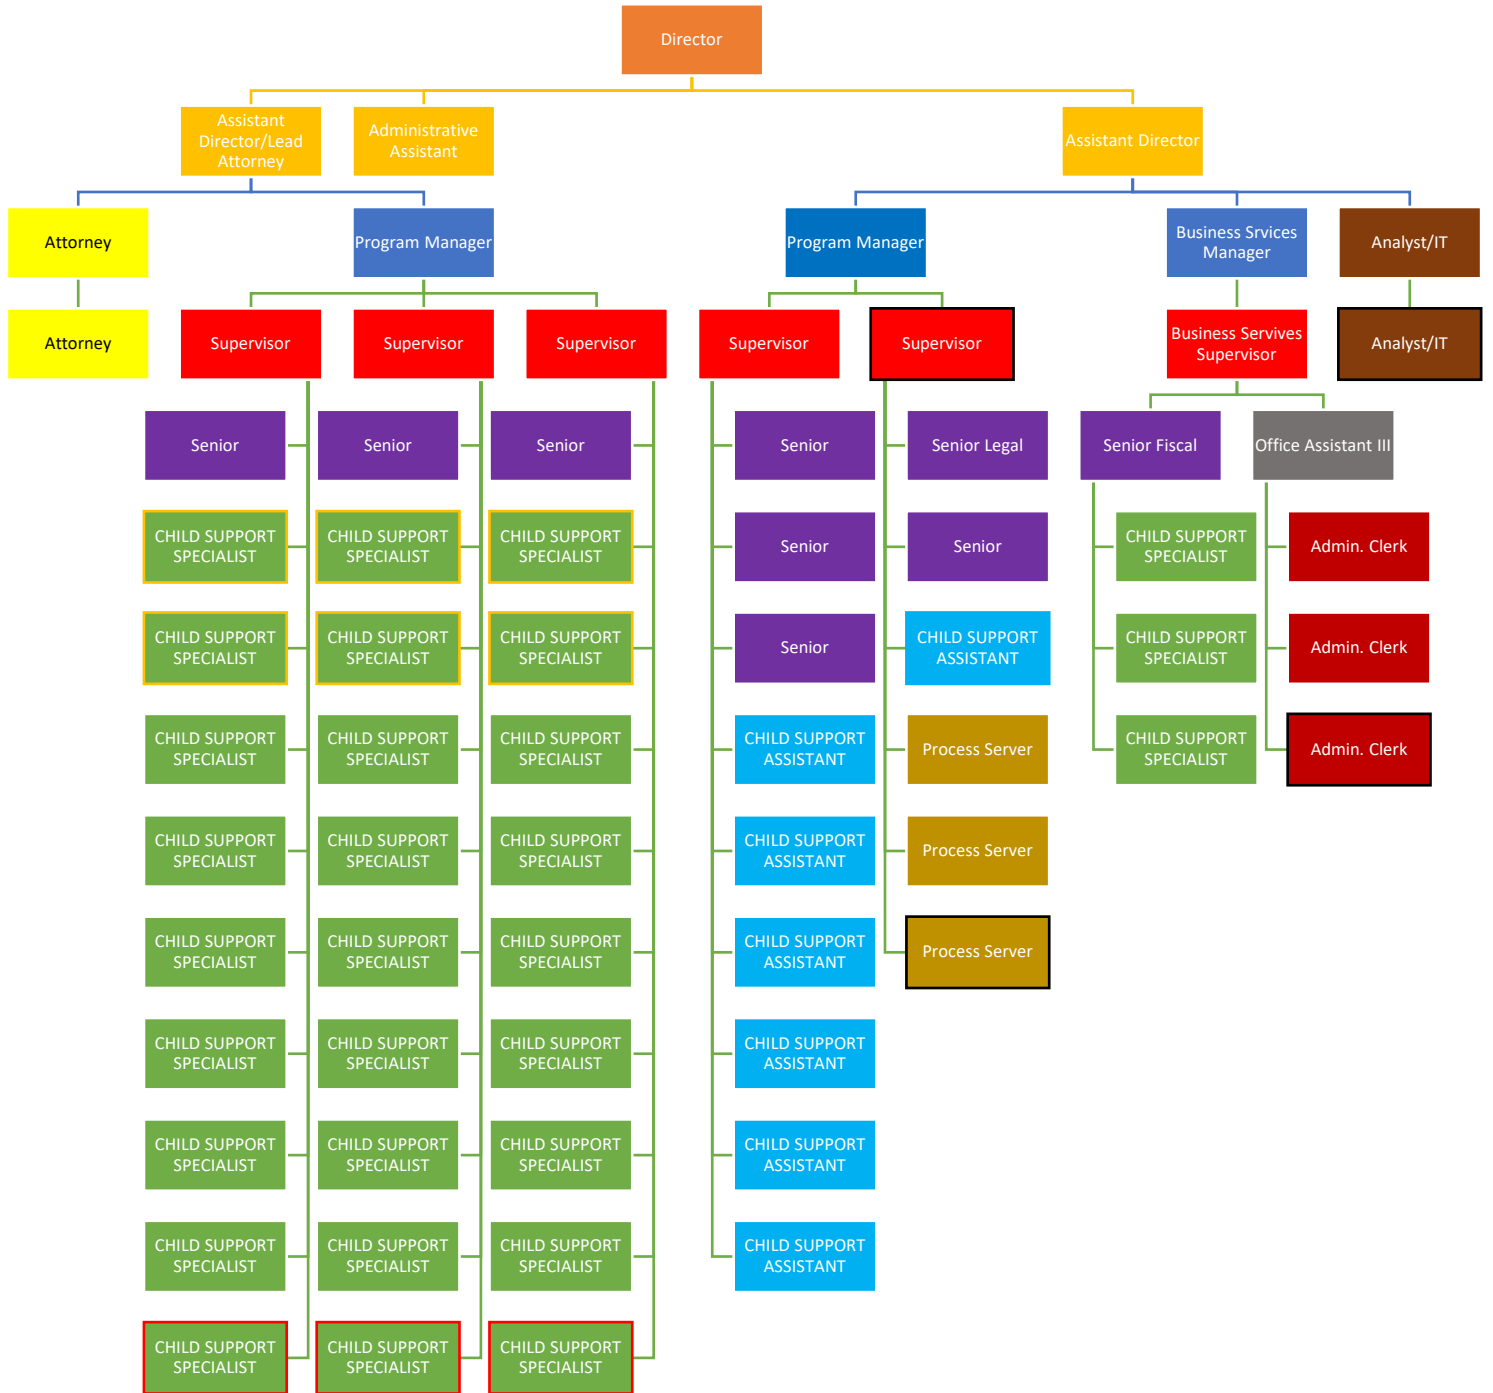 Director
Assistant
Director/Lead
Attorney
Administrative
Assistant
Assistant Director
Attorney
Program Manager
Program Manager
Business Srvices
Manager
Analyst/IT
Attorney
Supervisor
Supervisor
Supervisor
Supervisor
Supervisor
Business Servives
Supervisor
Analyst/IT
Senior
Senior
Senior
Senior
Senior Legal
Senior Fiscal
Office Assistant III
CHILD SUPPORT
SPECIALIST
CHILD SUPPORT
SPECIALIST
CHILD SUPPORT
SPECIALIST
Senior
Senior
CHILD SUPPORT
SPECIALIST
Admin. Clerk
CHILD SUPPORT
SPECIALIST
CHILD SUPPORT
SPECIALIST
CHILD SUPPORT
SPECIALIST
Senior
CHILD SUPPORT
ASSISTANT
CHILD SUPPORT
SPECIALIST
Admin. Clerk
CHILD SUPPORT
SPECIALIST
CHILD SUPPORT
SPECIALIST
CHILD SUPPORT
SPECIALIST
CHILD SUPPORT
ASSISTANT
Process Server
CHILD SUPPORT
SPECIALIST
Admin. Clerk
CHILD SUPPORT
SPECIALIST
CHILD SUPPORT
SPECIALIST
CHILD SUPPORT
SPECIALIST
CHILD SUPPORT
ASSISTANT
Process Server
CHILD SUPPORT
SPECIALIST
CHILD SUPPORT
SPECIALIST
CHILD SUPPORT
SPECIALIST
CHILD SUPPORT
ASSISTANT
Process Server
CHILD SUPPORT
SPECIALIST
CHILD SUPPORT
SPECIALIST
CHILD SUPPORT
SPECIALIST
CHILD SUPPORT
ASSISTANT
CHILD SUPPORT
SPECIALIST
CHILD SUPPORT
SPECIALIST
CHILD SUPPORT
SPECIALIST
CHILD SUPPORT
ASSISTANT
CHILD SUPPORT
SPECIALIST
CHILD SUPPORT
SPECIALIST
CHILD SUPPORT
SPECIALIST
CHILD SUPPORT
ASSISTANT
CHILD SUPPORT
SPECIALIST
CHILD SUPPORT
SPECIALIST
CHILD SUPPORT
SPECIALIST